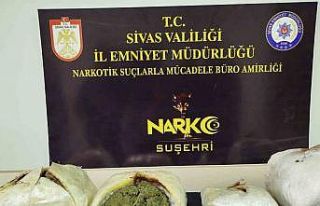 T.C.
SİVAS VALİLİĞİ
İL EMNİYET MÜDÜRLÜĞÜ
NARKOTİK SUÇLARLA MÜCADELE BÜRO AMİRLİĞİ
NARKO
SUŞEHRİ